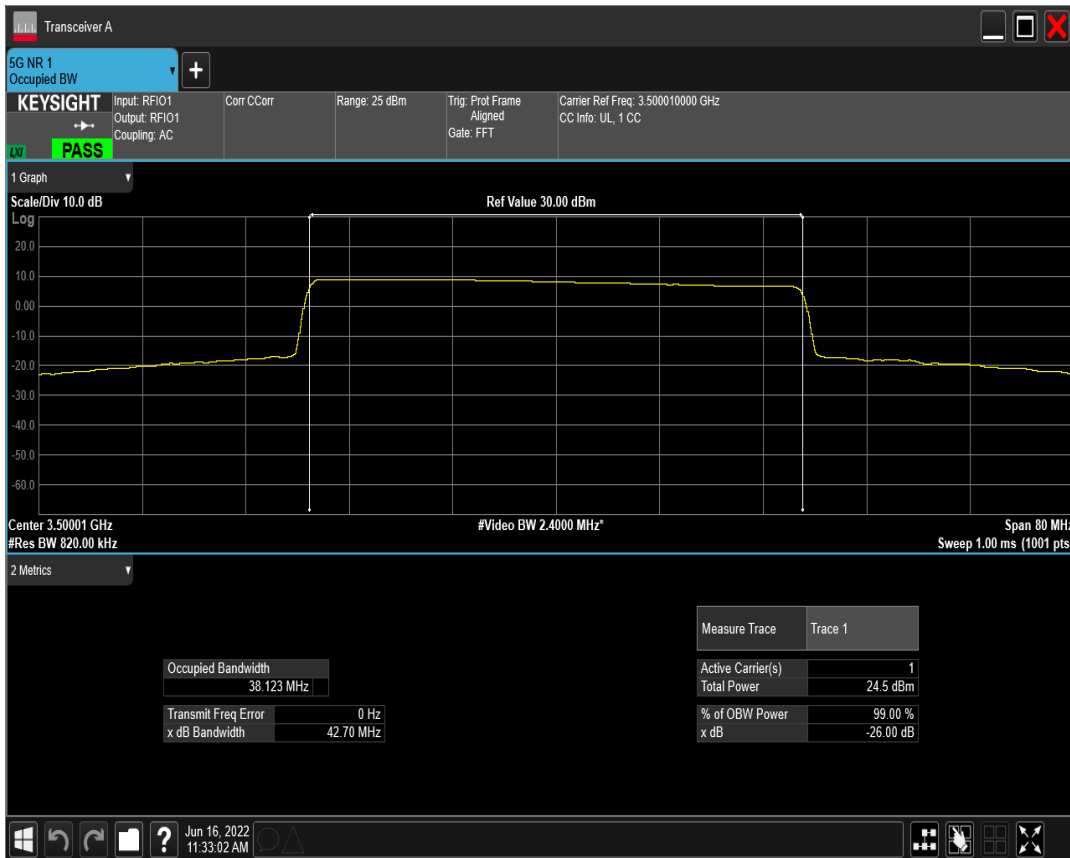 Transceiver A
5G NR 1
Occupied BW
+
KEYSIGHT
LXI
PASS
Input: RFIO1
Output: RFIO1
Coupling: AC
Corr CCorr
Range: 25 dBm
Trig: Prot Frame
Aligned
Gate: FFT
Carrier Ref Freq: 3.500010000 GHz
CC Info: UL, 1 CC
1 Graph
Scale/Div 10.0 dB
Ref Value 30.00 dBm
Log
20.0
10.0
0.00
-10.0
-20.0
-30.0
-40.0
-50.0
-60.0
Center 3.50001 GHz
#Video BW 2.4000 MHz*
Span 80 MHz
#Res BW 820.00 kHz
Sweep 1.00 ms (1001 pts
2 Metrics
Measure Trace Trace 1
Occupied Bandwidth
38.123 MHz
Active Carrier(s) 1
Total Power 24.5 dBm
Transmit Freq Error 0 Hz
x dB Bandwidth 42.70 MHz
% of OBW Power 99.00 %
x dB -26.00 dB
?
Jun 16, 2022
11:33:02 AM